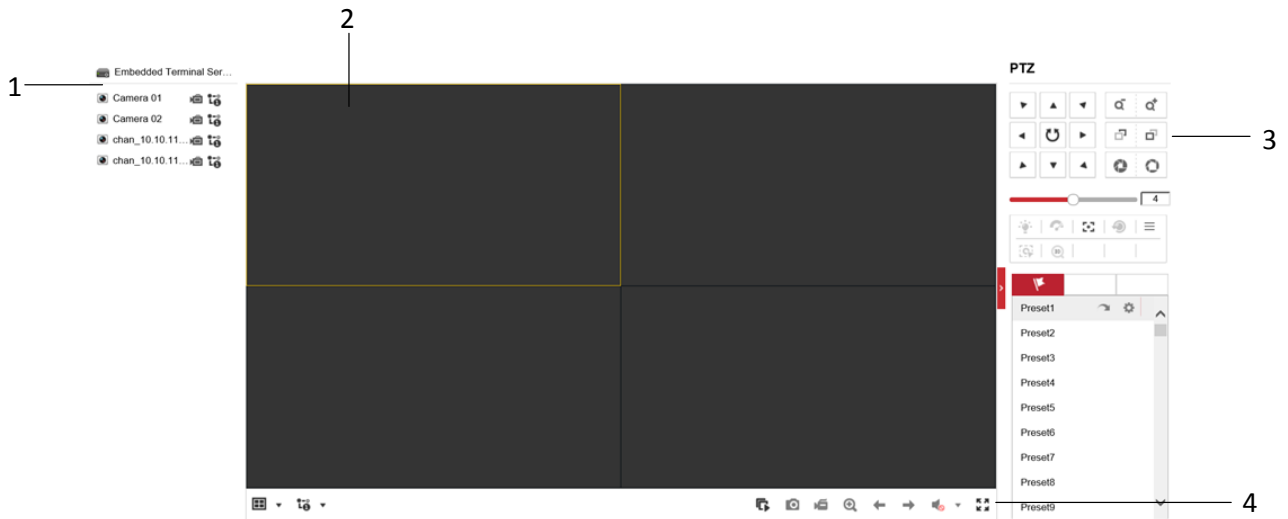 2
1
Embedded Terminal Ser...
Camera 01
Camera 02
chan_10.10.11...
chan_10.10.11...
PTZ
3
4
Preset1
Preset2
Preset3
Preset4
Preset5
Preset6
Preset7
Preset8
Preset9
4